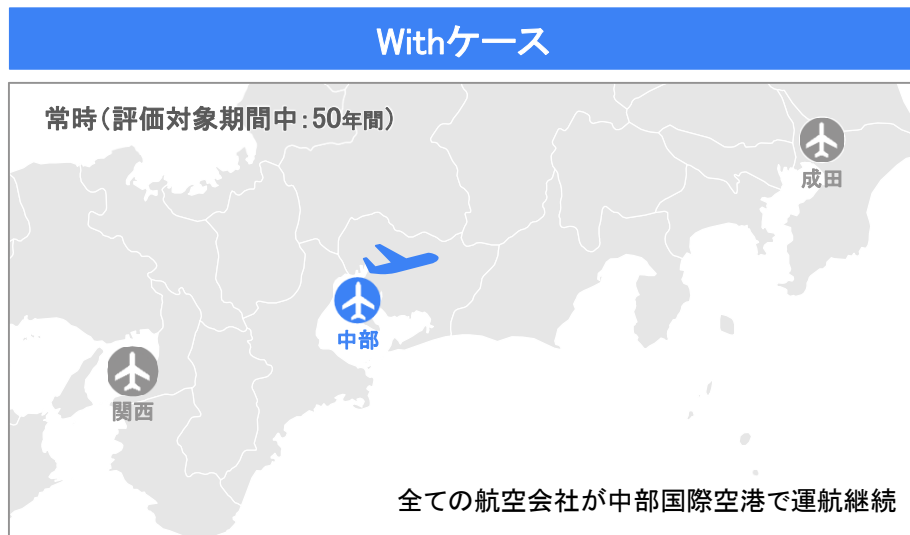 Withケース
常時(評価対象期間中:50年間)
成田
中部
関西
全ての航空会社が中部国際空港で運航継続